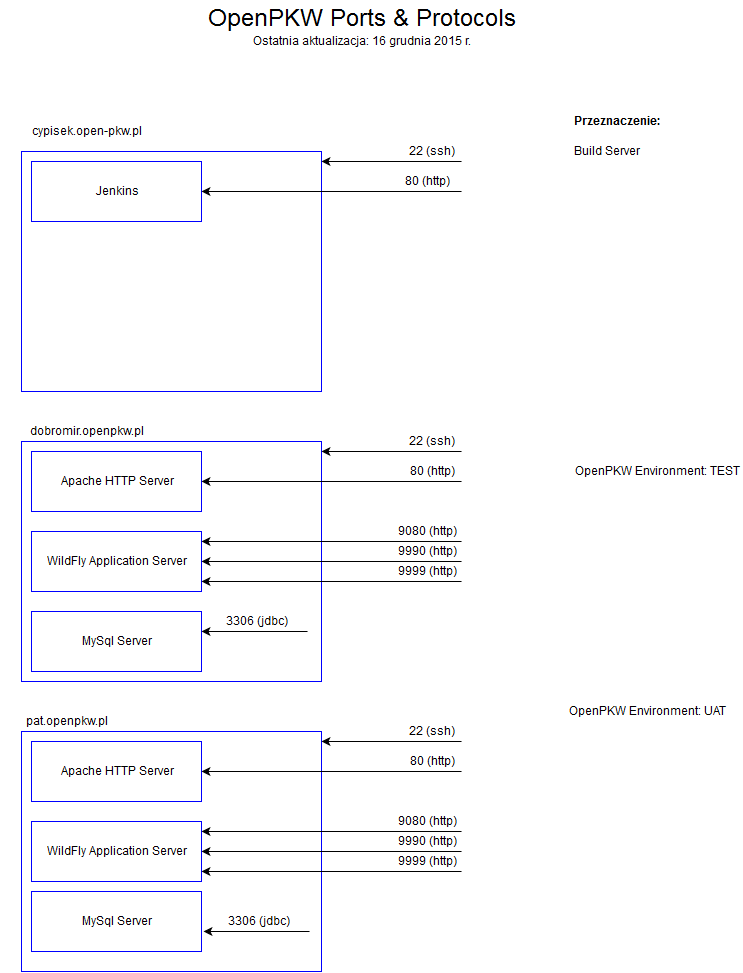 OpenPKW Ports & Protocols
Ostatnia aktualizacja: 16 grudnia 2015 r.
Przeznaczenie:
cypisek.open-pkw.pl
22 (ssh)
Build Server
80 (http)
Jenkins
dobromir.openpkw.pl
22 (ssh)
80 (http)
OpenPKW Environment: TEST
Apache HTTP Server
9080 (http)
9990 (http)
WildFly Application Server
9999 (http)
3306 (jdbc)
MySql Server
OpenPKW Environment: UAT
pat.openpkw.pl
22 (ssh)
80 (http)
Apache HTTP Server
9080 (http)
9990 (http)
WildFly Application Server
9999 (http)
MySql Server
3306 (jdbc)